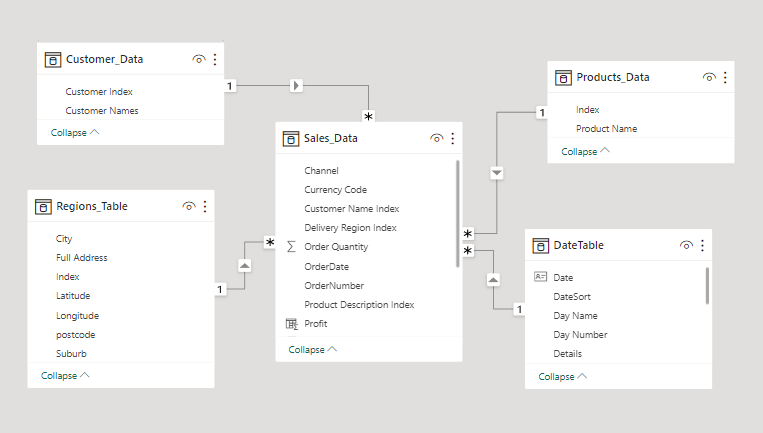 Customer_Data
Customer Index
Customer Names
Collapse
1
*
Products_Data
Index
Product Name
Collapse
1
*
Sales_Data
Channel
Currency Code
Customer Name Index
Delivery Region Index
Σ Order Quantity
OrderDate
OrderNumber
Product Description Index
Profit
Collapse
Regions_Table
City
Full Address
Index
Latitude
Longitude
postcode
Suburb
Collapse
1
*
DateTable
Date
DateSort
Day Name
Day Number
Details
Collapse
1
*